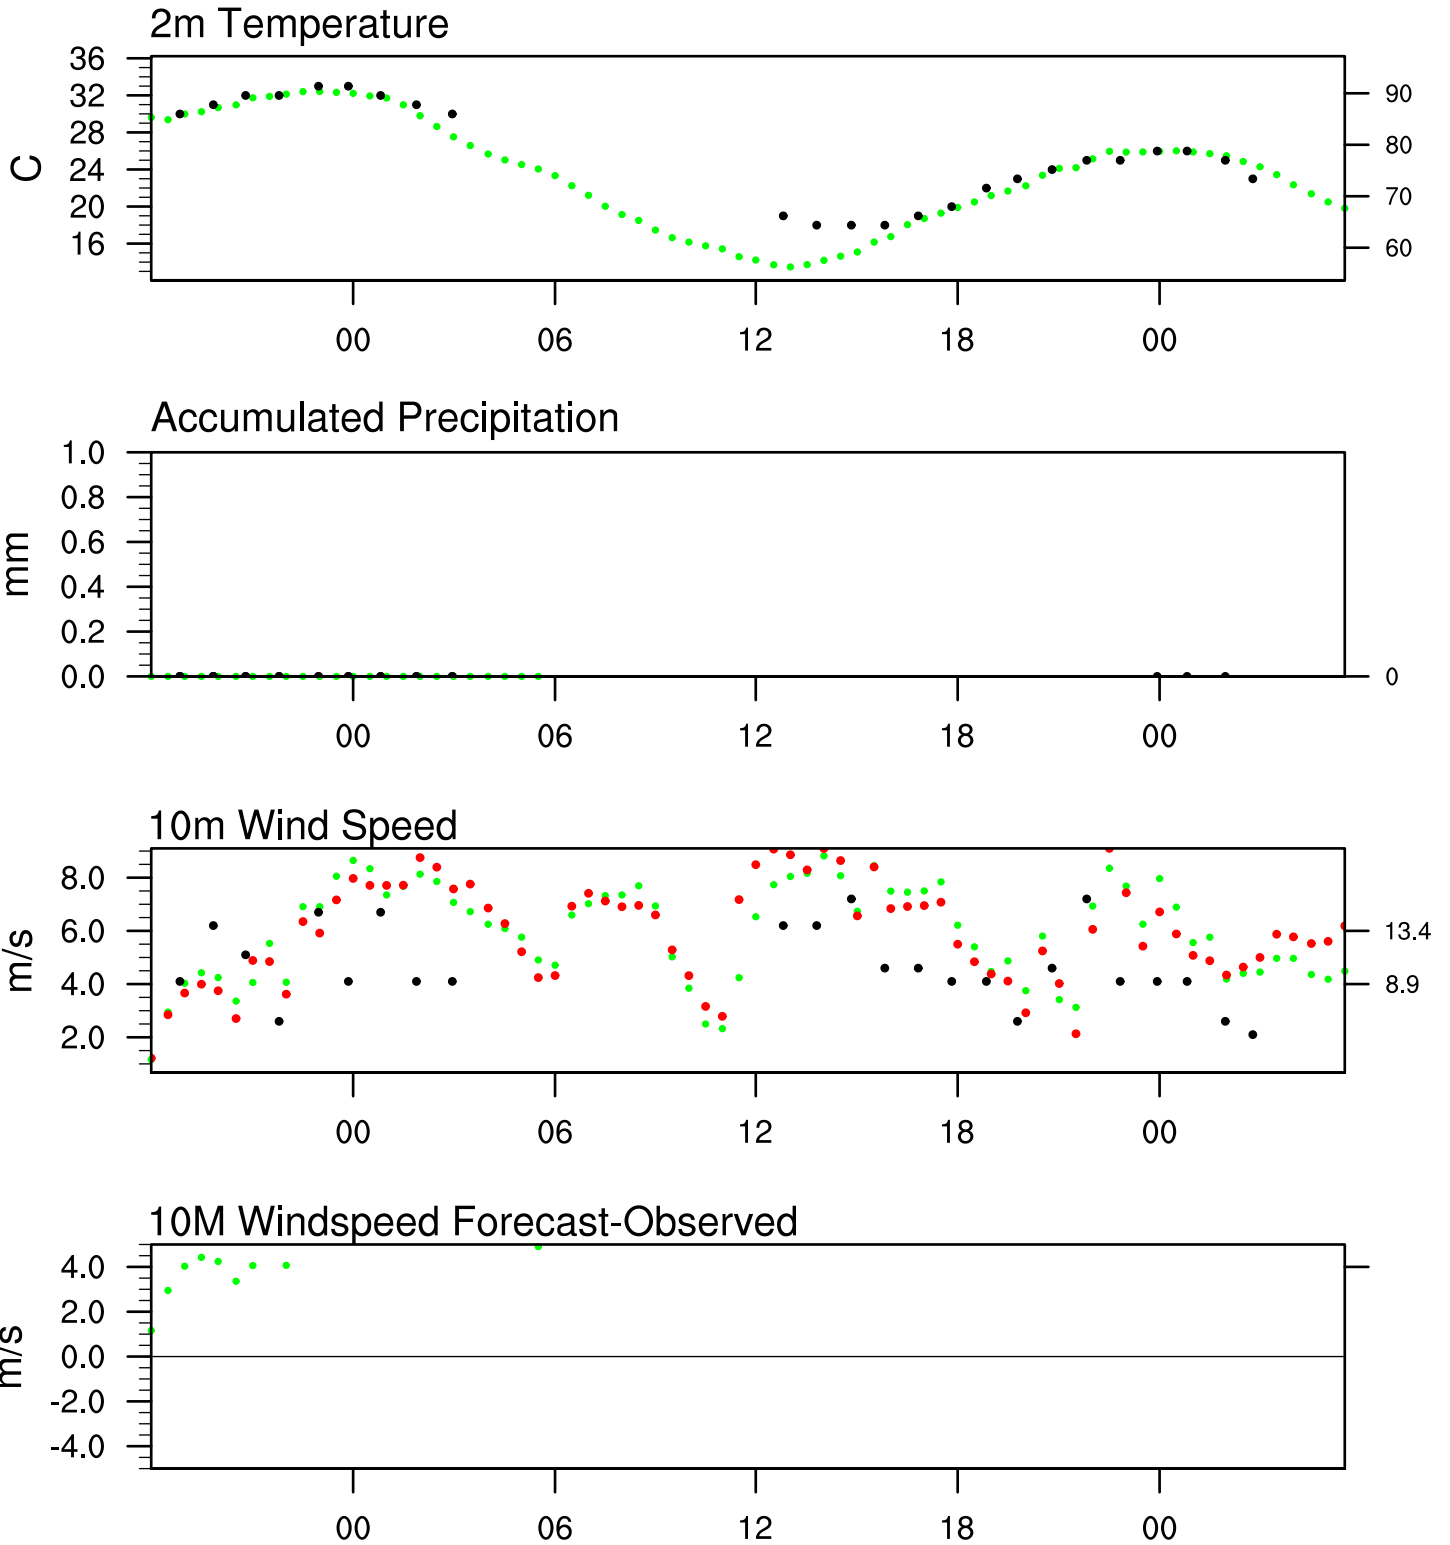 2m Temperature
36
32
28
24
20
16
C
90
80
70
60
00 06 12 18 00
Accumulated Precipitation
1.0
0.8
0.6
0.4
0.2
0.0
mm
0
00 06 12 18 00
10m Wind Speed
8.0
6.0
4.0
2.0
m/s
13.4
8.9
00 06 12 18 00
10M Windspeed Forecast-Observed
4.0
2.0
0.0
-2.0
-4.0
m/s
00 06 12 18 00